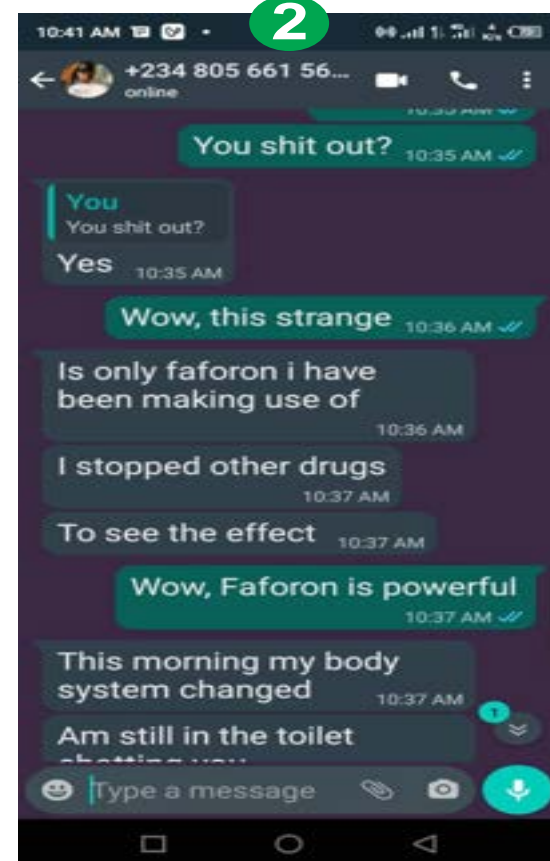 2
10:41 AM
+234 805 661 56...
online
You shit out? 10:35 AM
You
You shit out?
Yes 10:35 AM
Wow, this strange 10:36 AM
Is only faforon i have
been making use of
10:36 AM
I stopped other drugs
10:37 AM
To see the effect 10:37 AM
Wow, Faforon is powerful
10:37 AM
This morning my body
system changed 10:37 AM
1
Am still in the toilet
Type a message